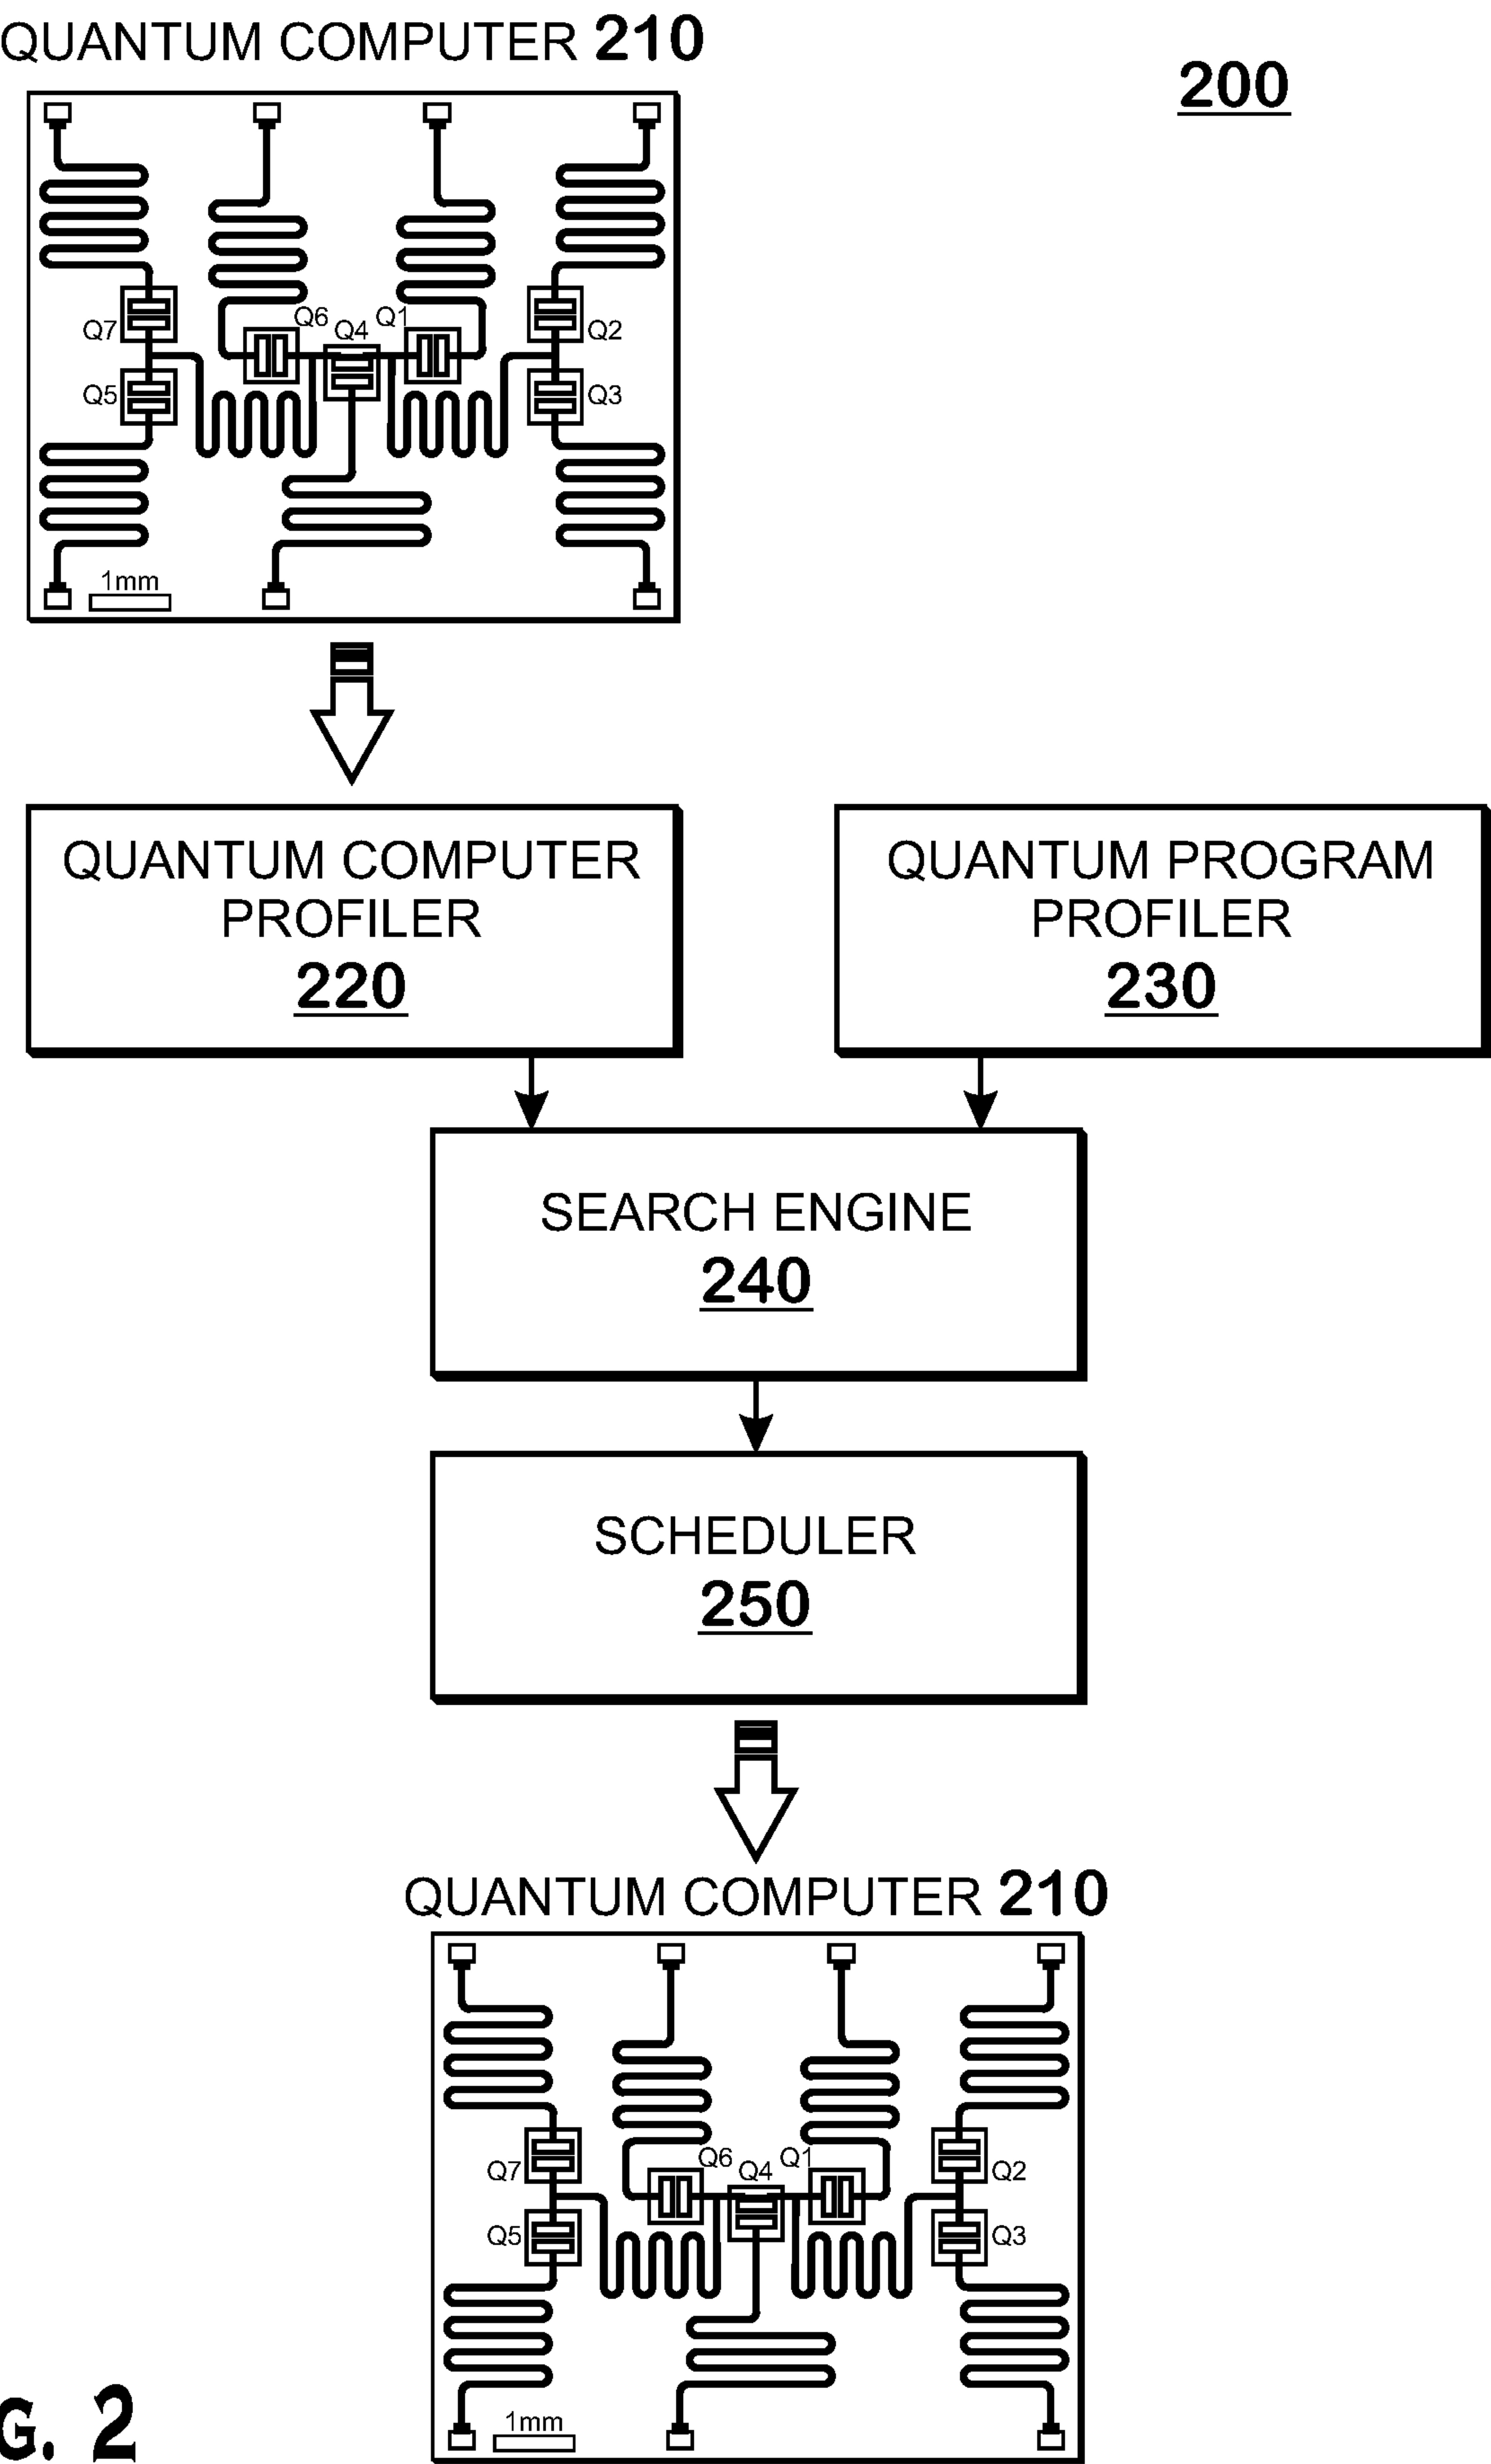 QUANTUM COMPUTER 210
200
Q7
Q6
Q4
Q1
Q2
Q5
Q3
1mm
QUANTUM COMPUTER
PROFILER
220
QUANTUM PROGRAM
PROFILER
230
SEARCH ENGINE
240
SCHEDULER
250
QUANTUM COMPUTER 210
Q7
Q6
Q4
Q1
Q2
Q5
Q3
1mm
G. 2